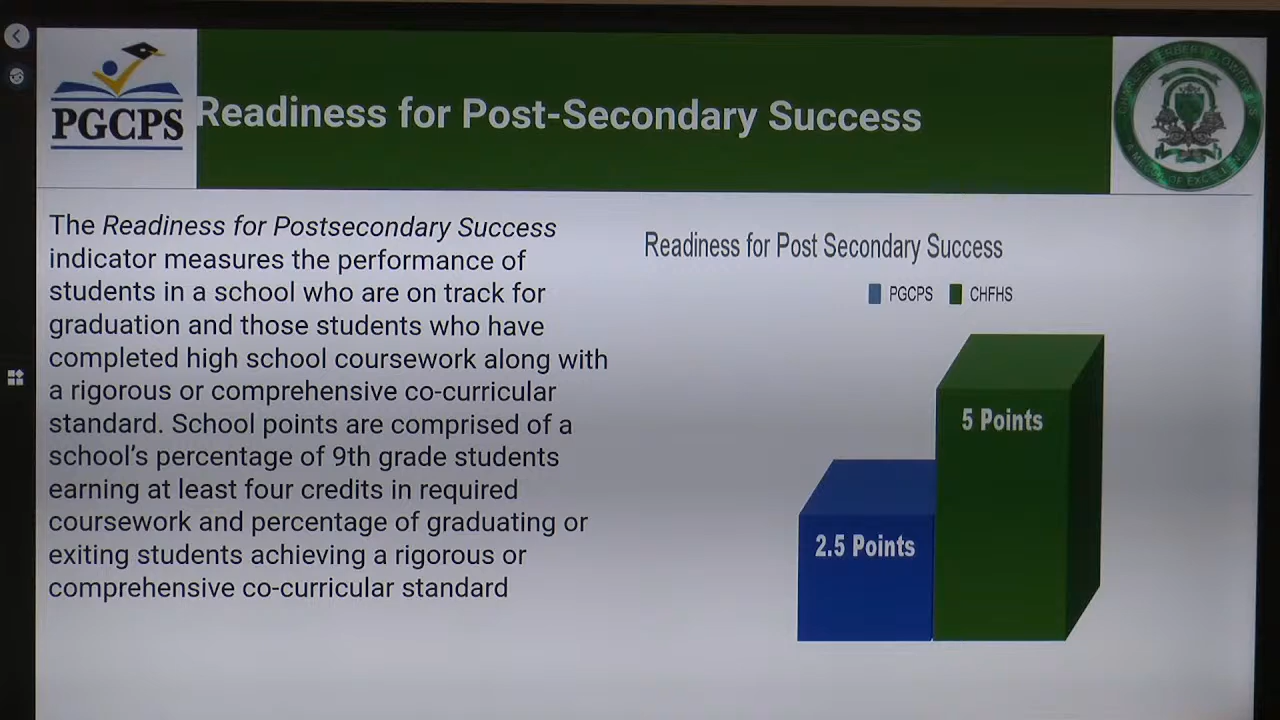 PGCPS
Readiness for Post-Secondary Success
The Readiness for Postsecondary Success
indicator measures the performance of
students in a school who are on track for
graduation and those students who have
completed high school coursework along with
a rigorous or comprehensive co-curricular
standard. School points are comprised of a
school's percentage of 9th grade students
earning at least four credits in required
coursework and percentage of graduating or
exiting students achieving a rigorous or
comprehensive co-curricular standard
Readiness for Post Secondary Success
PGCPS CHFHS
5 Points
2.5 Points